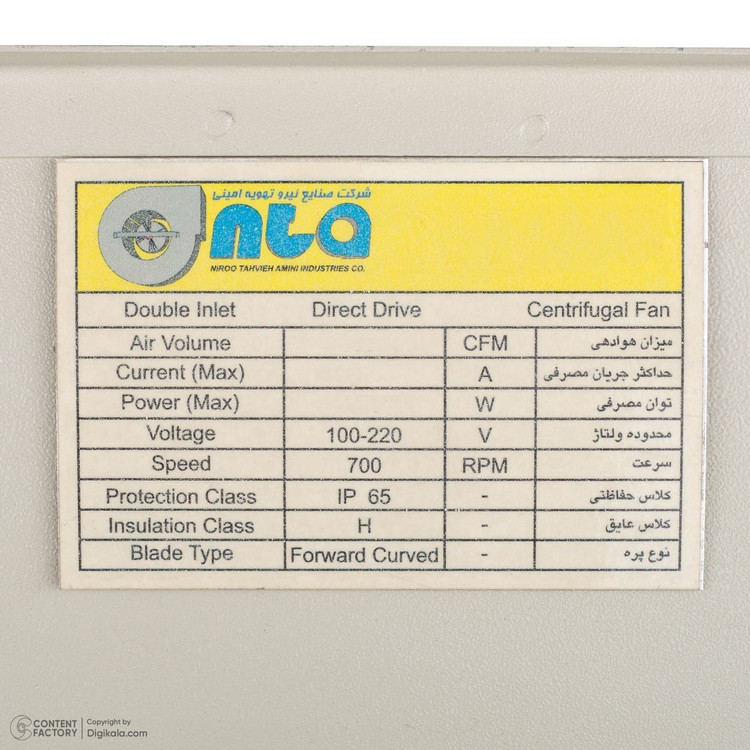 شرکت صنایع نیرو تهویه امینی
nta
NIROO TAHVIEH AMINI INDUSTRIES CO.
Double Inlet Direct Drive Centrifugal Fan
Air Volume CFM میزان هوادهی
Current (Max) A حداکثر جریان مصرفی
Power (Max) W توان مصرفی
Voltage 100-220 V محدوده ولتاژ
Speed 700 RPM سرعت
Protection Class IP 65 - کلاس حفاظتی
Insulation Class H - کلاس عایق
Blade Type Forward Curved - نوع پره
CONTENT FACTORY Copyright by Digikala.com